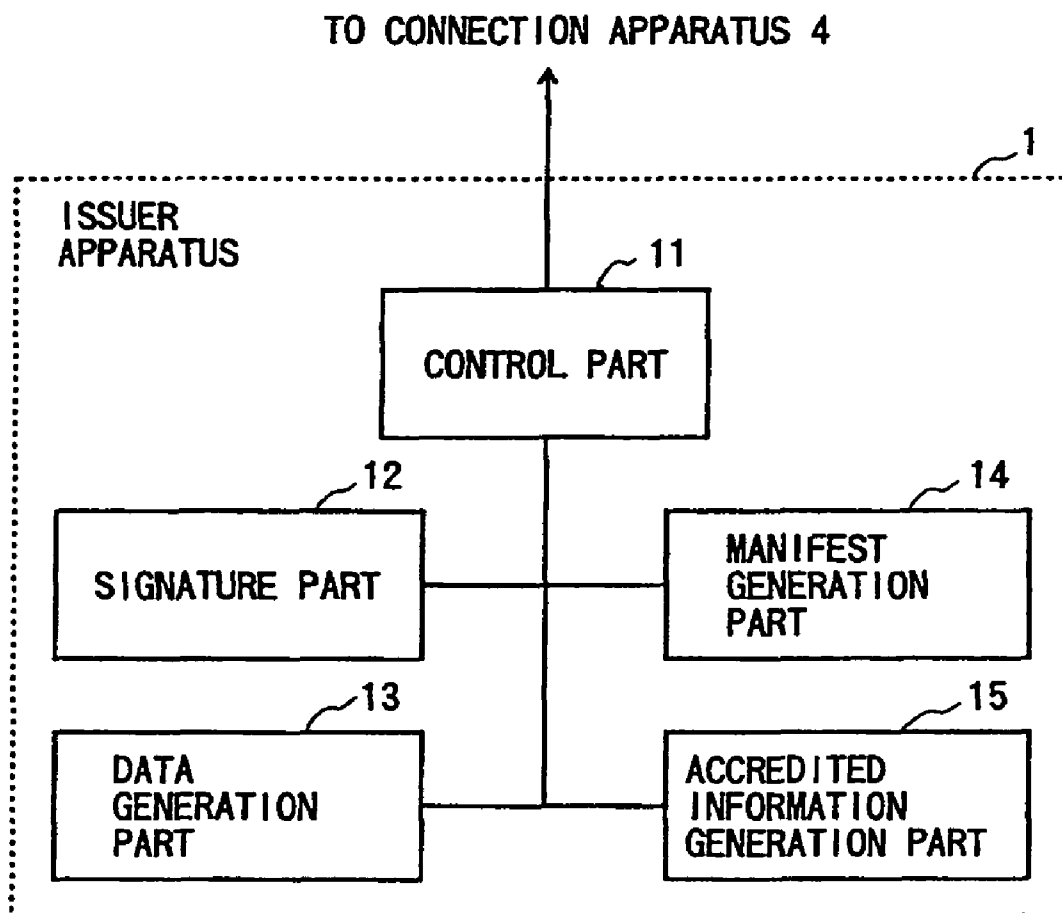 TO CONNECTION APPARATUS 4
1
ISSUER
APPARATUS
11
CONTROL PART
12
SIGNATURE PART
14
MANIFEST
GENERATION
PART
13
DATA
GENERATION
PART
15
ACCREDITED
INFORMATION
GENERATION PART